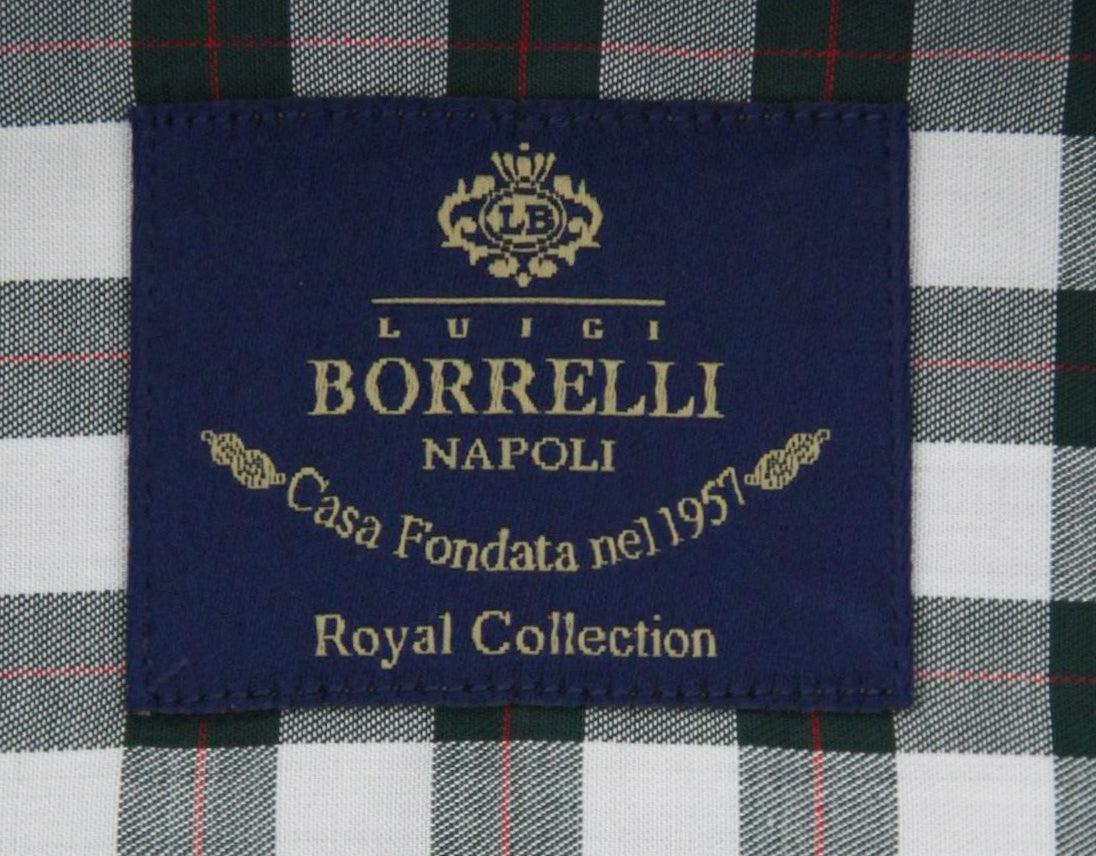 LB
LUIGI
BORRELLI
NAPOLI
Casa Fondata nel 1957
Royal Collection